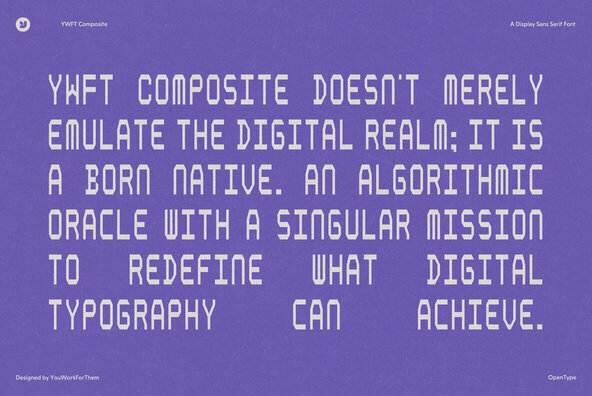 YWFT Composite
A Display Sans Serif Font
YWFT COMPOSITE DOESN'T MERELY
EMULATE THE DIGITAL REALM; IT IS
A BORN NATIVE. AN ALGORITHMIC
ORACLE WITH A SINGULAR MISSION
TO REDEFINE WHAT DIGITAL
TYPOGRAPHY CAN ACHIEVE.
Designed by YouWorkForThem
OpenType